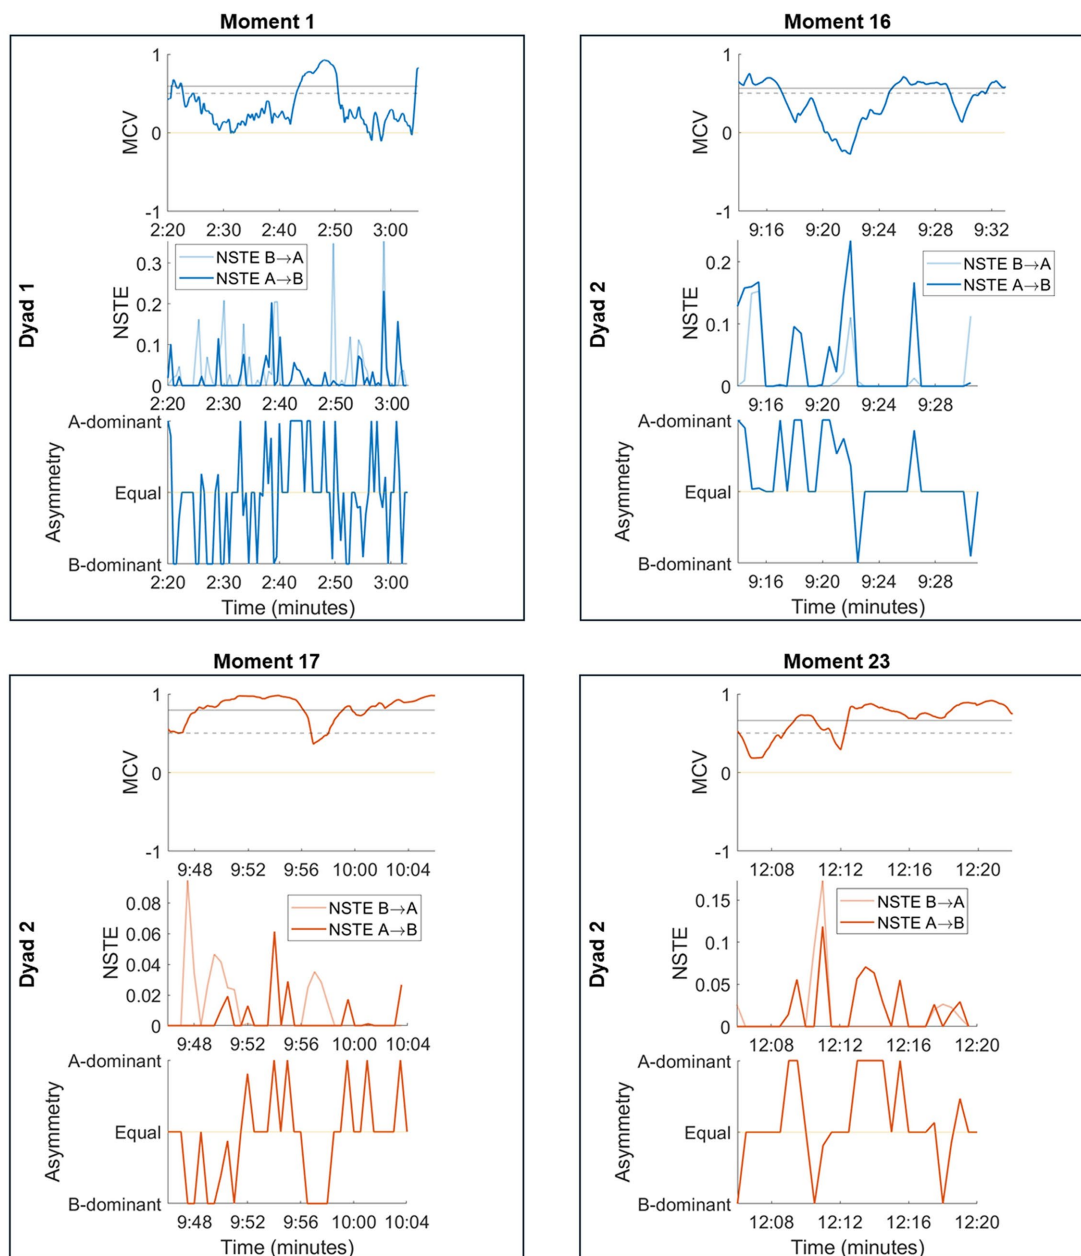 Moment 1
1
0
-1
MCV
2:20 2:30 2:40 2:50 3:00
Dyad 1
0.3
0.2
0.1
0
NSTE
NSTE B→A
NSTE A→B
2:20 2:30 2:40 2:50 3:00
A-dominant
Equal
B-dominant
Asymmetry
2:20 2:30 2:40 2:50 3:00
Time (minutes)
Moment 16
1
0
-1
MCV
9:16 9:20 9:24 9:28 9:32
Dyad 2
0.2
0.1
0
NSTE
NSTE B→A
NSTE A→B
9:16 9:20 9:24 9:28
A-dominant
Equal
B-dominant
Asymmetry
9:16 9:20 9:24 9:28
Time (minutes)
Moment 17
1
0
-1
MCV
9:48 9:52 9:56 10:00 10:04
Dyad 2
0.08
0.06
0.04
0.02
0
NSTE
NSTE B→A
NSTE A→B
9:48 9:52 9:56 10:00 10:04
A-dominant
Equal
B-dominant
Asymmetry
9:48 9:52 9:56 10:00 10:04
Time (minutes)
Moment 23
1
0
-1
MCV
12:08 12:12 12:16 12:20
Dyad 2
0.15
0.1
0.05
0
NSTE
NSTE B→A
NSTE A→B
12:08 12:12 12:16 12:20
A-dominant
Equal
B-dominant
Asymmetry
12:08 12:12 12:16 12:20
Time (minutes)